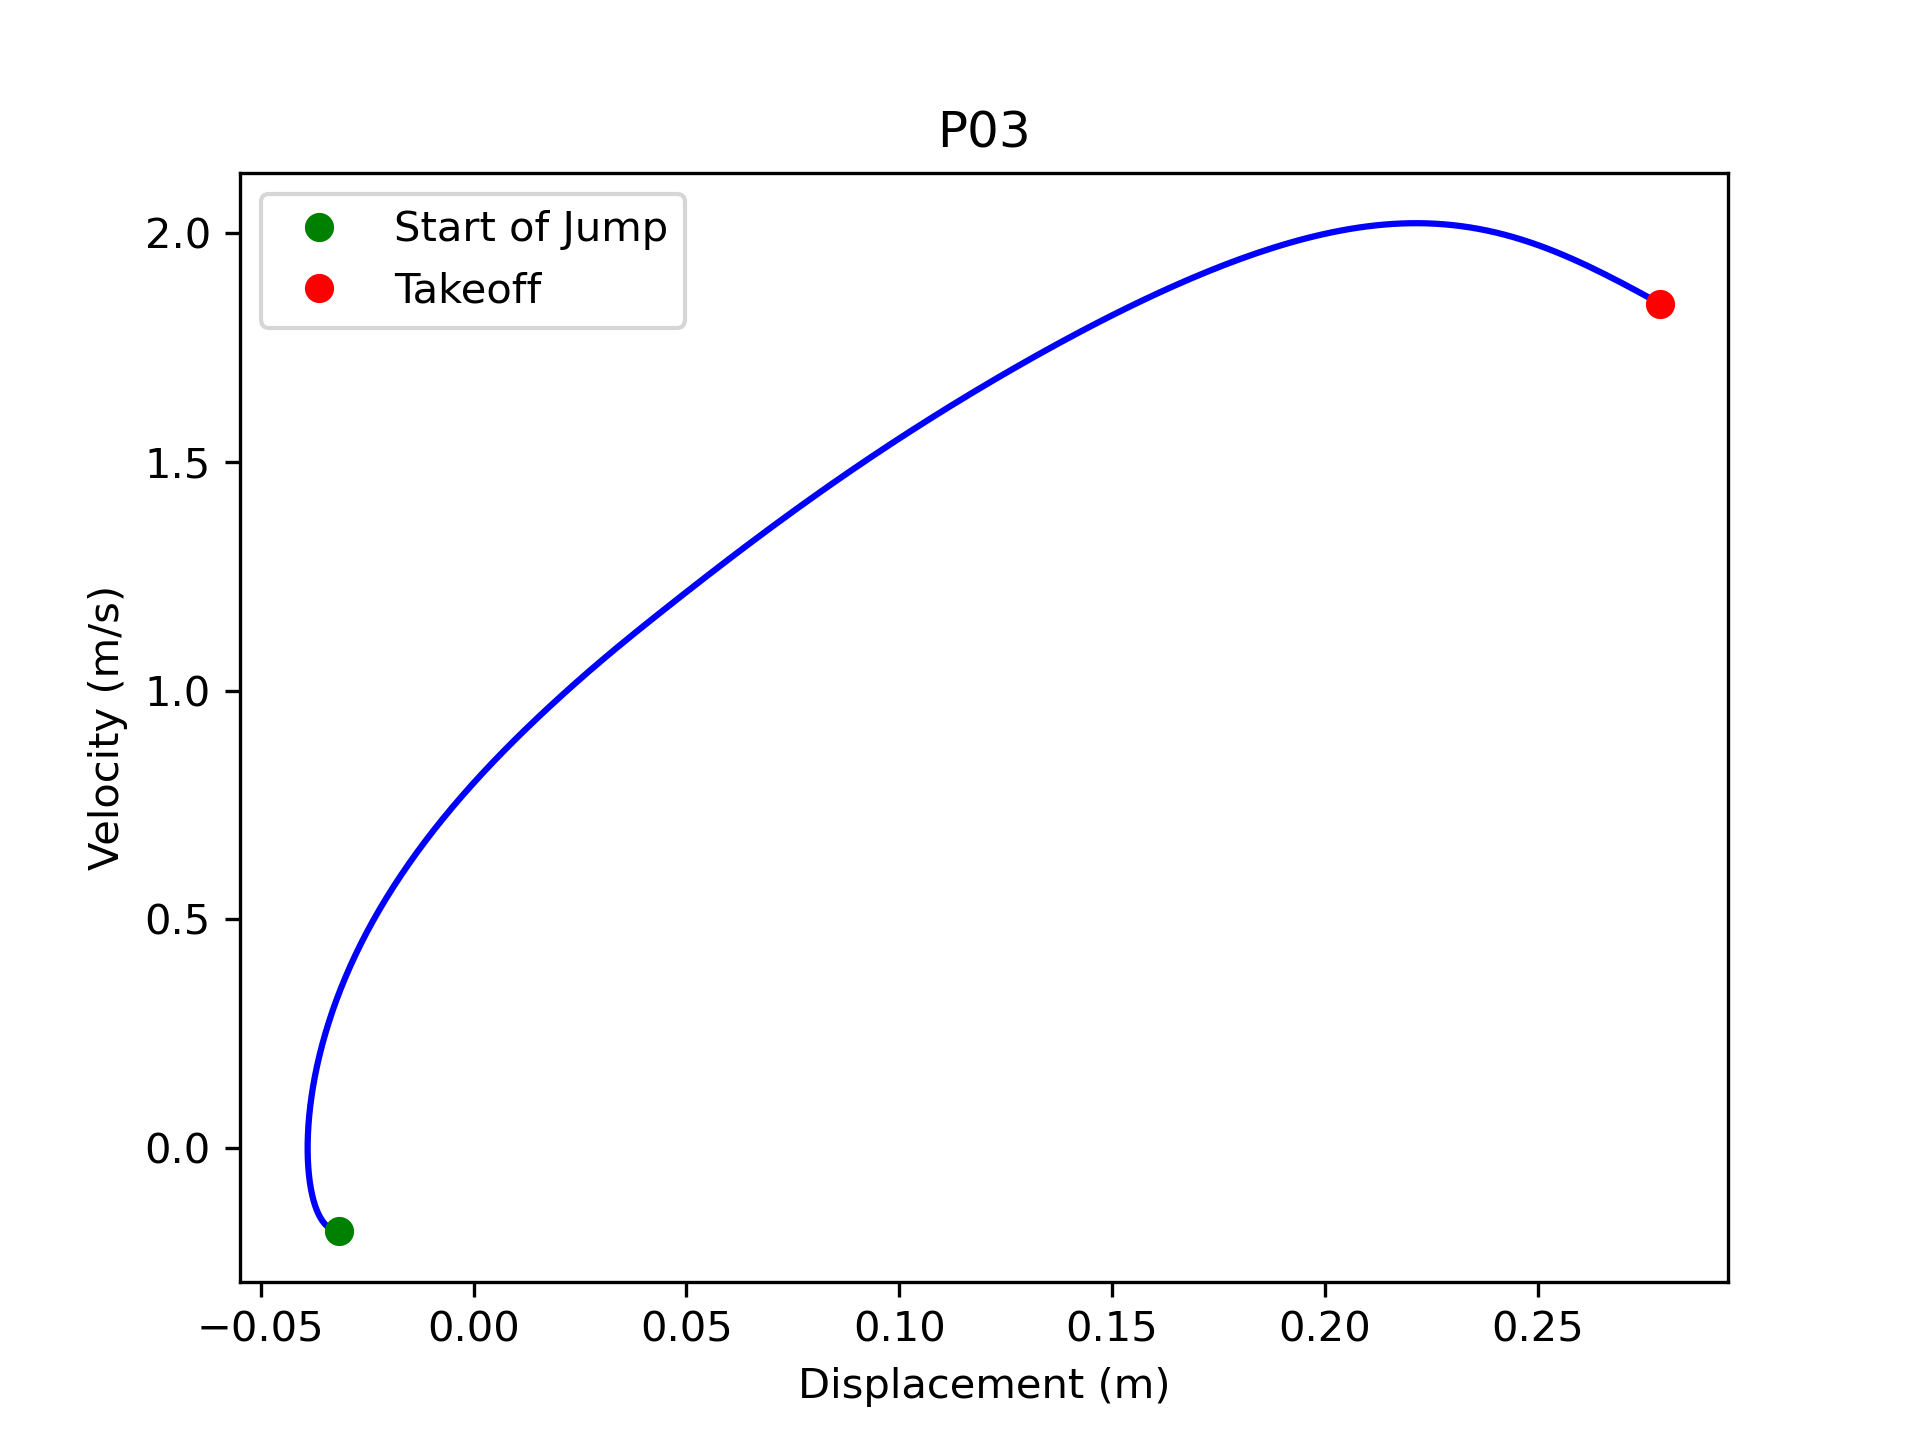 P03
Start of Jump
Takeoff
2.0
1.5
1.0
0.5
0.0
Velocity (m/s)
−0.05 0.00 0.05 0.10 0.15 0.20 0.25
Displacement (m)